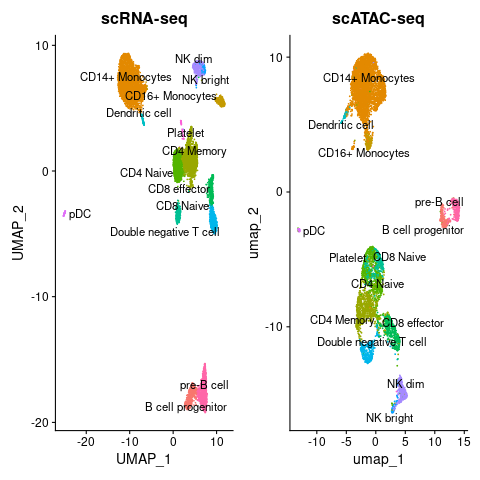 scRNA-seq
10
0
-10
-20
UMAP_2
NK dim
CD14+ Monocytes
NK bright
CD16+ Monocytes
Dendritic cell
Platelet
CD4 Memory
CD4 Naive
CD8 effector
CD8 Naive
pDC
Double negative T cell
pre-B cell
B cell progenitor
-20
-10
0
10
UMAP_1
scATAC-seq
10
0
-10
umap_2
CD14+ Monocytes
Dendritic cell
CD16+ Monocytes
pre-B cell
B cell progenitor
pDC
Platelet
CD8 Naive
CD4 Naive
CD4 Memory
CD8 effector
Double negative T cell
NK dim
NK bright
-10
-5
0
5
10
15
umap_1